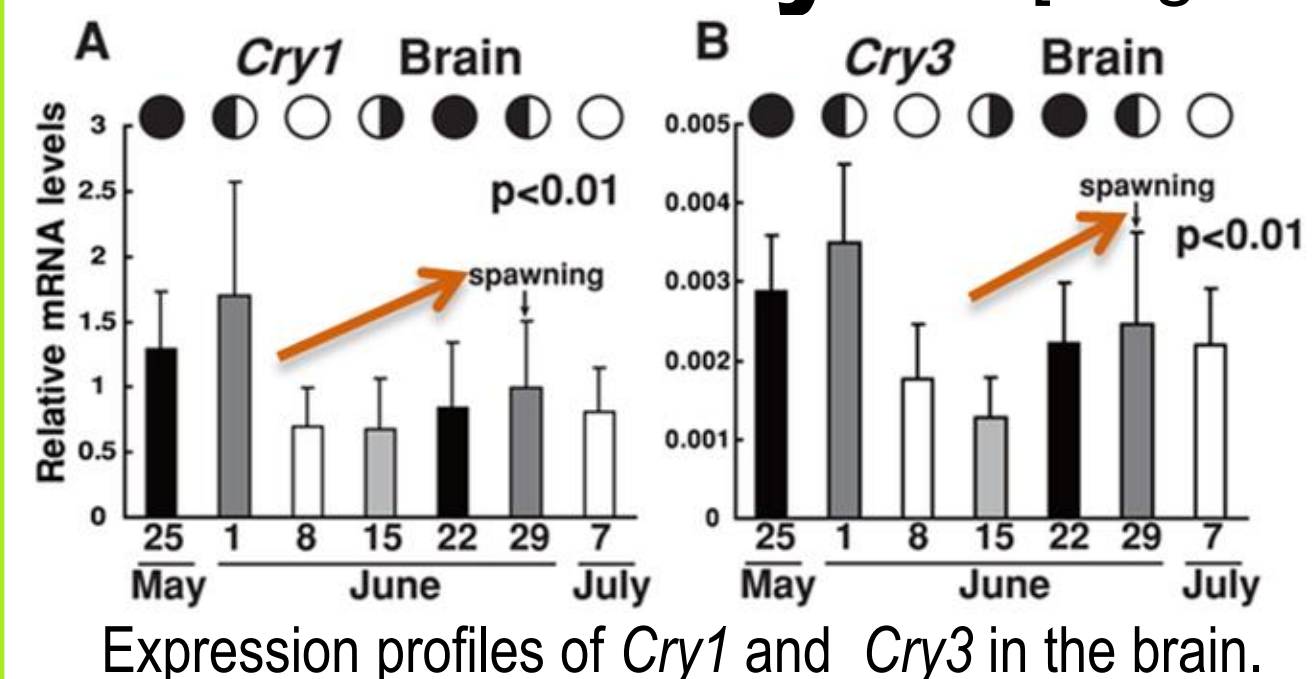 A Cry1 Brain
Relative mRNA levels
3
2.5
2
1.5
1
0.5
0
p<0.01
spawning
25 1 8 15 22 29 7
May June July
B Cry3 Brain
0.005
0.004
0.003
0.002
0.001
0
spawning
p<0.01
25 1 8 15 22 29 7
May June July
Expression profiles of Cry1 and Cry3 in the brain.